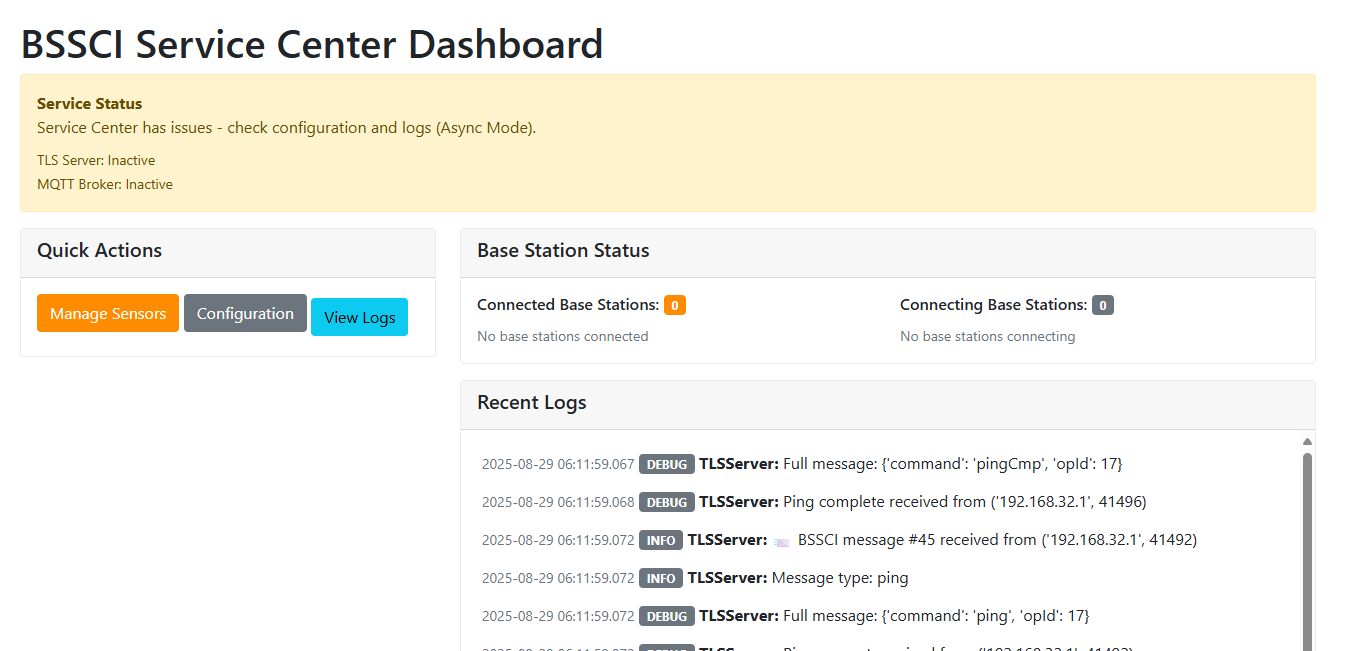 BSSCI Service Center Dashboard
Service Status
Service Center has issues - check configuration and logs (Async Mode).
TLS Server: Inactive
MQTT Broker: Inactive
Quick Actions
Manage Sensors Configuration View Logs
Base Station Status
Connected Base Stations: 0
No base stations connected
Connecting Base Stations: 0
No base stations connecting
Recent Logs
2025-08-29 06:11:59.067 DEBUG TLSServer: Full message: {'command': 'pingCmp', 'opId': 17}
2025-08-29 06:11:59.068 DEBUG TLSServer: Ping complete received from ('192.168.32.1', 41496)
2025-08-29 06:11:59.072 INFO TLSServer: 📨 BSSCI message #45 received from ('192.168.32.1', 41492)
2025-08-29 06:11:59.072 INFO TLSServer: Message type: ping
2025-08-29 06:11:59.072 DEBUG TLSServer: Full message: {'command': 'ping', 'opId': 17}